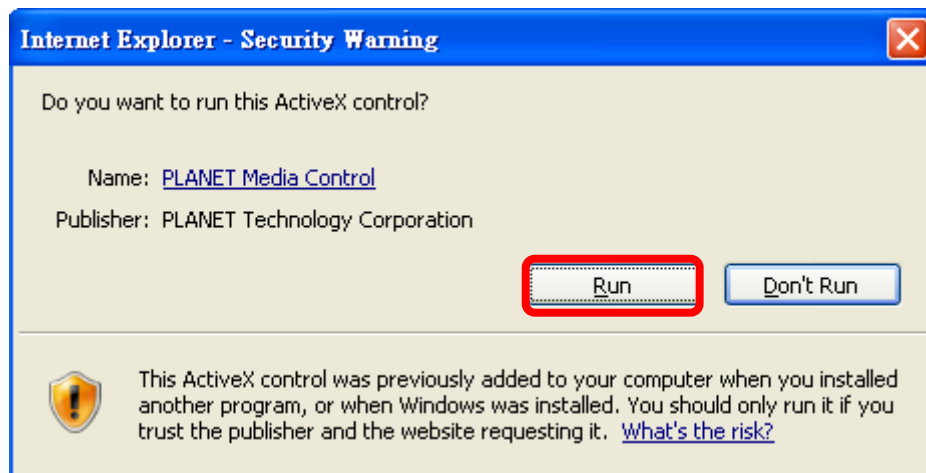 Internet Explorer - Security Warning
Do you want to run this ActiveX control?
Name: PLANET Media Control
Publisher: PLANET Technology Corporation
Run Don't Run
This ActiveX control was previously added to your computer when you installed
another program, or when Windows was installed. You should only run it if you
trust the publisher and the website requesting it. What's the risk?